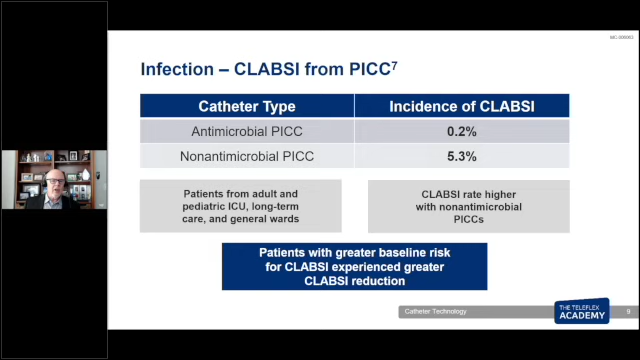 MC-000093
Infection – CLABSI from PICC7
Catheter Type
Incidence of CLABSI
Antimicrobial PICC
0.2%
Nonantimicrobial PICC
5.3%
Patients from adult and
pediatric ICU, long-term
care, and general wards
CLABSI rate higher
with nonantimicrobial
PICCs
Patients with greater baseline risk
for CLABSI experienced greater
CLABSI reduction
Catheter Technology
THE TELEFLEX
ACADEMY
9